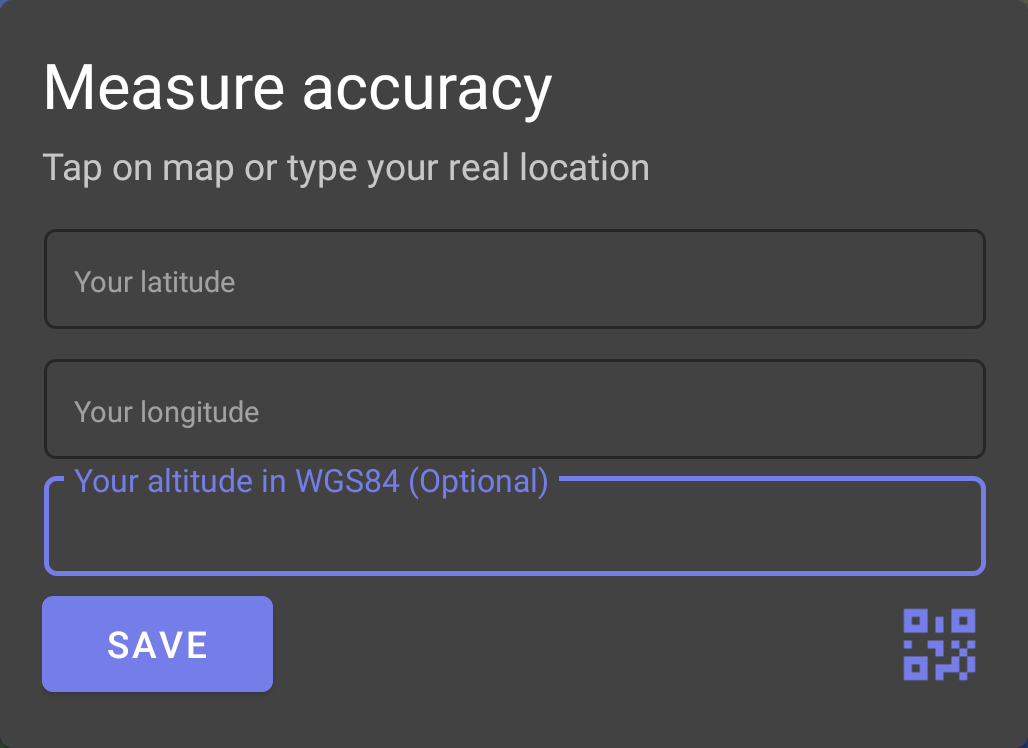 Measure accuracy
Tap on map or type your real location
Your latitude
Your longitude
Your altitude in WGS84 (Optional)
SAVE